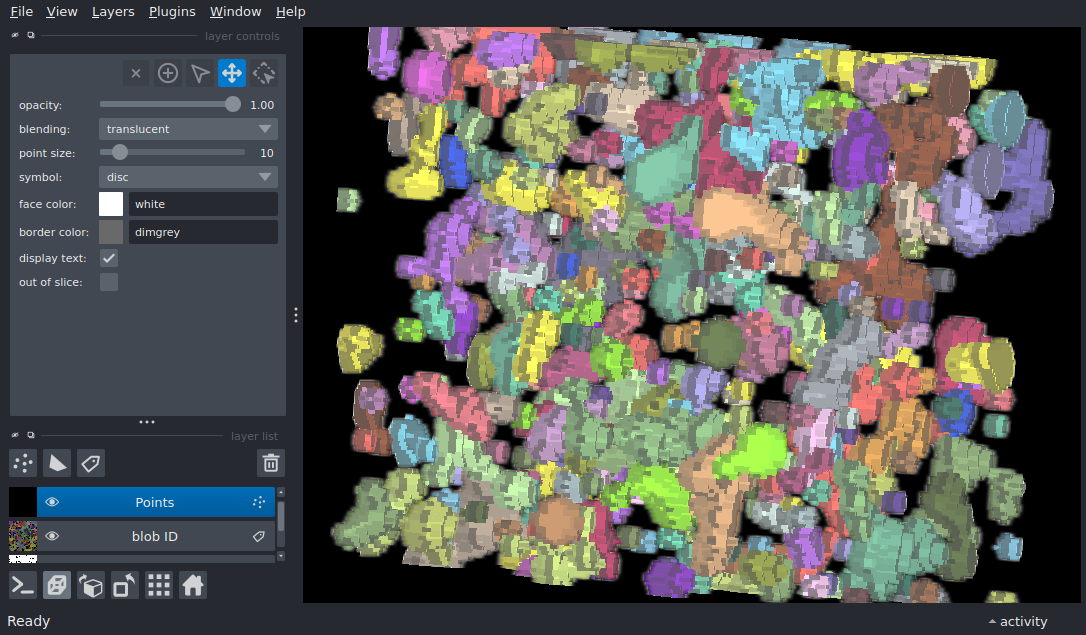 File View Layers Plugins Window Help
layer controls
opacity: 1.00
blending: translucent
point size: 10
symbol: disc
face color: white
border color: dimgrey
display text:
out of slice:
layer list
Points
blob ID
Ready activity